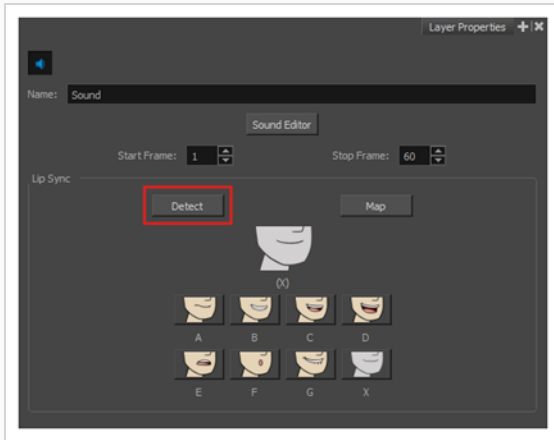 Layer Properties
Name: Sound
Sound Editor
Start Frame: 1 Stop Frame: 60
Lip Sync
Detect Map
(X)
A B C D
E F G X